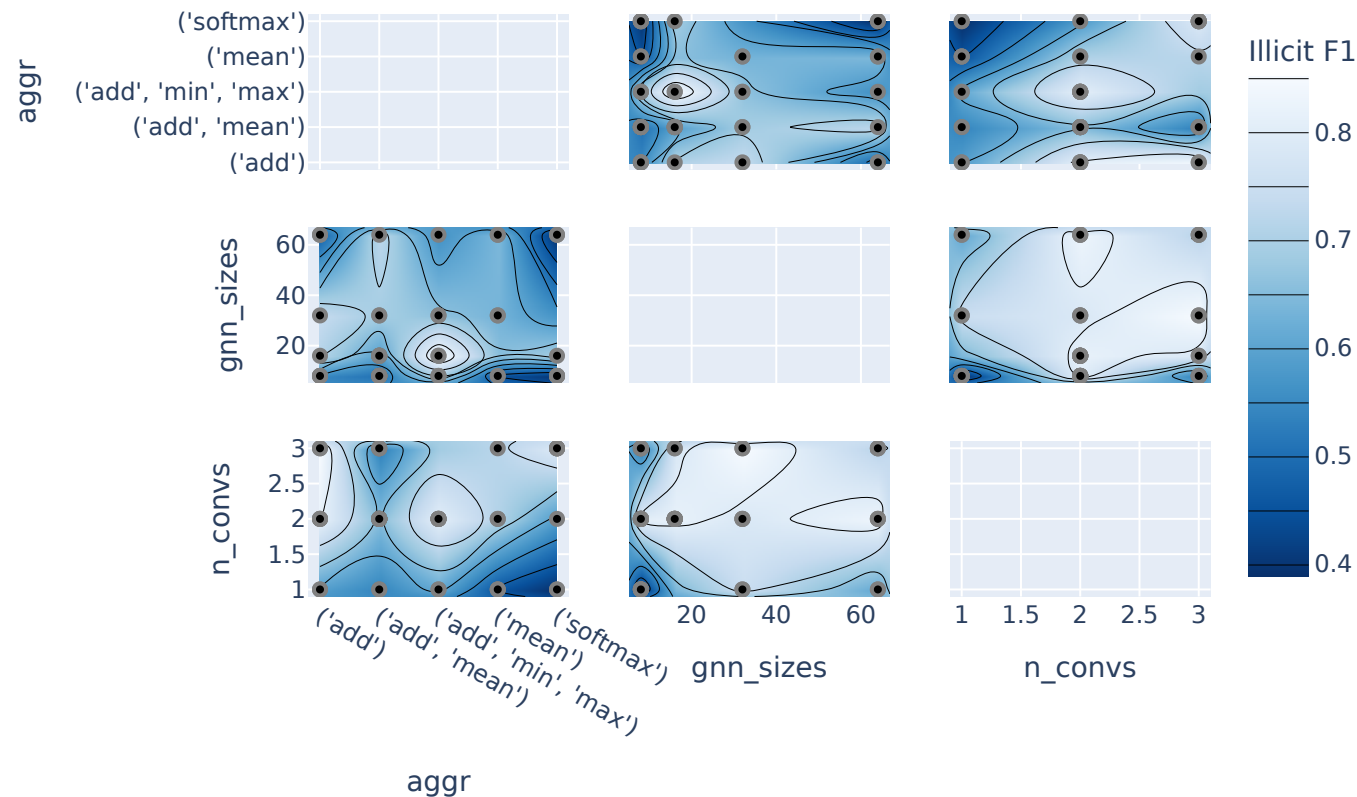 ('softmax')
('mean')
('add', 'min', 'max')
('add', 'mean')
('add')
aggr
Illicit F1
0.8
0.7
0.6
0.5
0.4
60
40
20
gnn_sizes
3
2.5
2
1.5
1
n_convs
('add')
('add', 'mean')
('add', 'min', 'max')
('mean')
('softmax')
aggr
20
40
60
gnn_sizes
1
1.5
2
2.5
3
n_convs